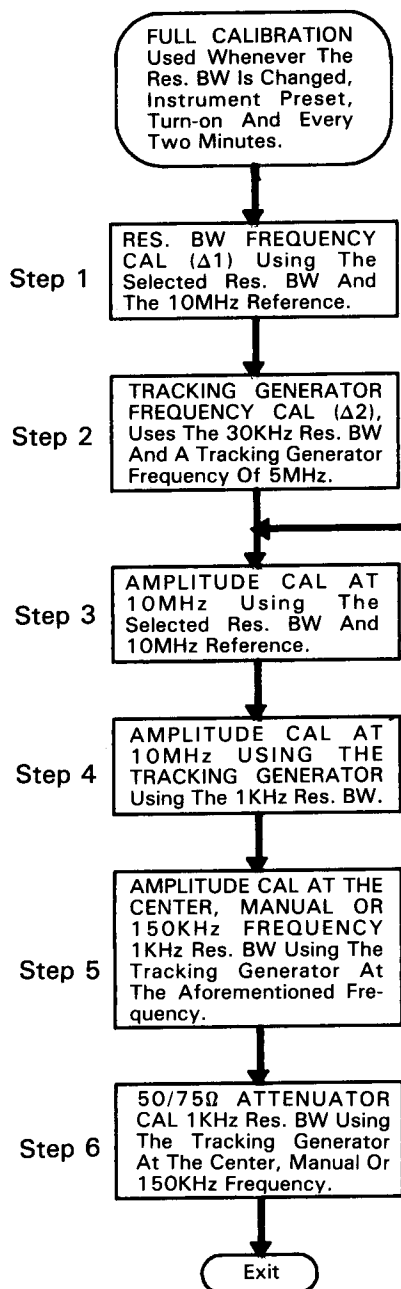 FULL CALIBRATION
Used Whenever The
Res. BW Is Changed,
Instrument Preset,
Turn-on And Every
Two Minutes.
Step 1
RES. BW FREQUENCY
CAL (Δ1) Using The
Selected Res. BW And
The 10MHz Reference.
Step 2
TRACKING GENERATOR
FREQUENCY CAL (Δ2),
Uses The 30KHz Res. BW
And A Tracking Generator
Frequency Of 5MHz.
Step 3
AMPLITUDE CAL AT
10MHz Using The
Selected Res. BW And
10MHz Reference.
Step 4
AMPLITUDE CAL AT
10MHz USING THE
TRACKING GENERATOR
Using The 1KHz Res. BW.
Step 5
AMPLITUDE CAL AT THE
CENTER, MANUAL OR
150KHz FREQUENCY
1KHz Res. BW Using The
Tracking Generator At
The Aforementioned Fre-
quency.
Step 6
50/75Ω ATTENUATOR
CAL 1KHz Res. BW Using
The Tracking Generator
At The Center, Manual Or
150KHz Frequency.
Exit